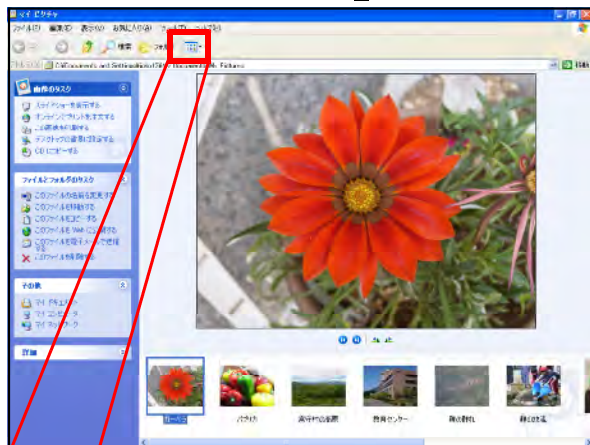 マイ ピクチャ
ファイル(F) 編集(E) 表示(V) お気に入り(A) ツール(T) ヘルプ(H)
検索
移動
画像のタスク
スライドショーを表示する
オンラインでプリントを注文する
この画像を印刷する
デスクトップの背景に設定する
CD にコピーする
ファイルとフォルダのタスク
このファイルの名前を変更する
このファイルを移動する
このファイルをコピーする
このファイルを Web に公開する
このファイルを電子メールで送信する
このファイルを削除する
その他
マイ ドキュメント
マイ コンピュータ
マイ ネットワーク
詳細
パプリカ
教育センター